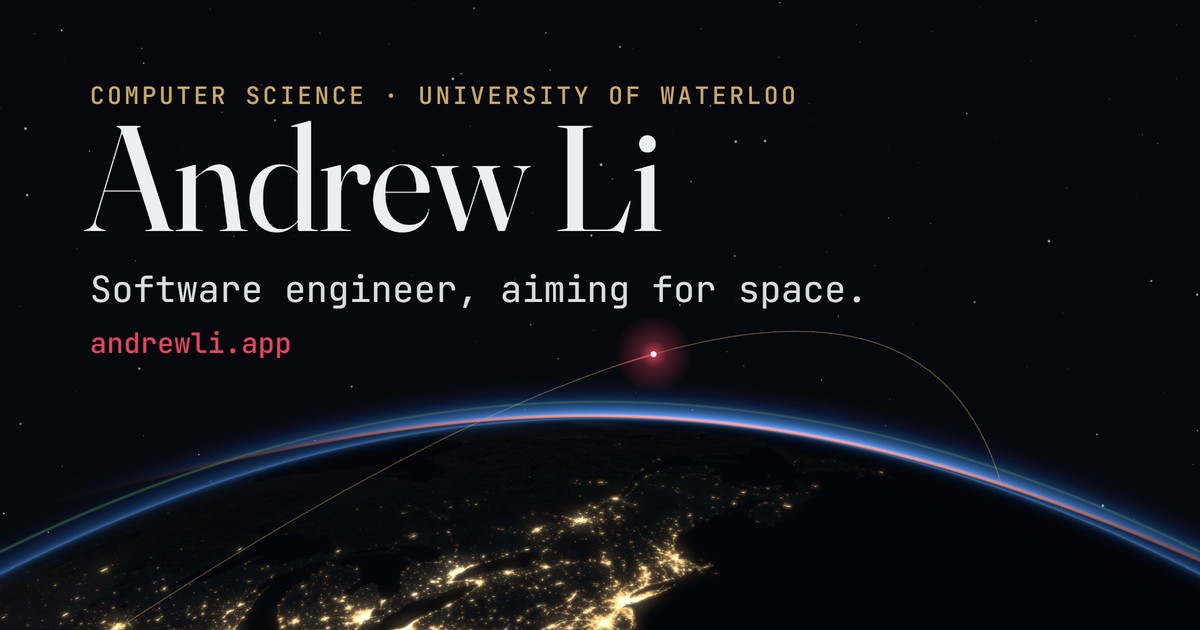 COMPUTER SCIENCE · UNIVERSITY OF WATERLOO
Andrew Li
Software engineer, aiming for space.
andrewli.app